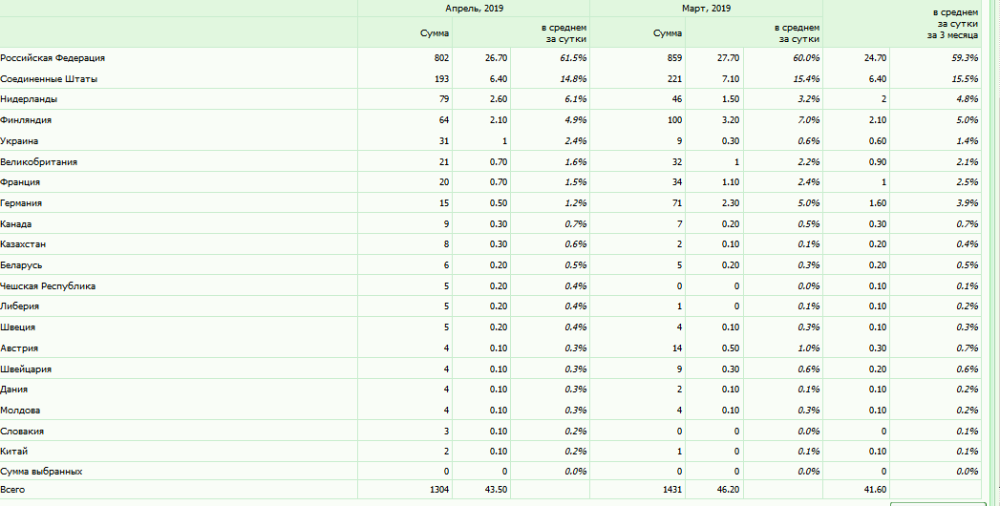 Апрель, 2019 Март, 2019 в среднем за сутки за 3 месяца
Сумма в среднем за сутки Сумма в среднем за сутки
Российская Федерация 802 26.70 61.5% 859 27.70 60.0% 24.70 59.3%
Соединенные Штаты 193 6.40 14.8% 221 7.10 15.4% 6.40 15.5%
Нидерланды 79 2.60 6.1% 46 1.50 3.2% 2 4.8%
Финляндия 64 2.10 4.9% 100 3.20 7.0% 2.10 5.0%
Украина 31 1 2.4% 9 0.30 0.6% 0.60 1.4%
Великобритания 21 0.70 1.6% 32 1 2.2% 0.90 2.1%
Франция 20 0.70 1.5% 34 1.10 2.4% 1 2.5%
Германия 15 0.50 1.2% 71 2.30 5.0% 1.60 3.9%
Канада 9 0.30 0.7% 7 0.20 0.5% 0.30 0.7%
Казахстан 8 0.30 0.6% 2 0.10 0.1% 0.20 0.4%
Беларусь 6 0.20 0.5% 5 0.20 0.3% 0.20 0.5%
Чешская Республика 5 0.20 0.4% 0 0 0.0% 0.10 0.1%
Либерия 5 0.20 0.4% 1 0 0.1% 0.10 0.2%
Швеция 5 0.20 0.4% 4 0.10 0.3% 0.10 0.3%
Австрия 4 0.10 0.3% 14 0.50 1.0% 0.30 0.7%
Швейцария 4 0.10 0.3% 9 0.30 0.6% 0.20 0.6%
Дания 4 0.10 0.3% 2 0.10 0.1% 0.10 0.2%
Молдова 4 0.10 0.3% 4 0.10 0.3% 0.10 0.2%
Словакия 3 0.10 0.2% 0 0 0.0% 0 0.1%
Китай 2 0.10 0.2% 1 0 0.1% 0.10 0.1%
Сумма выбранных 0 0 0.0% 0 0 0.0% 0 0.0%
Всего 1304 43.50 1431 46.20 41.60